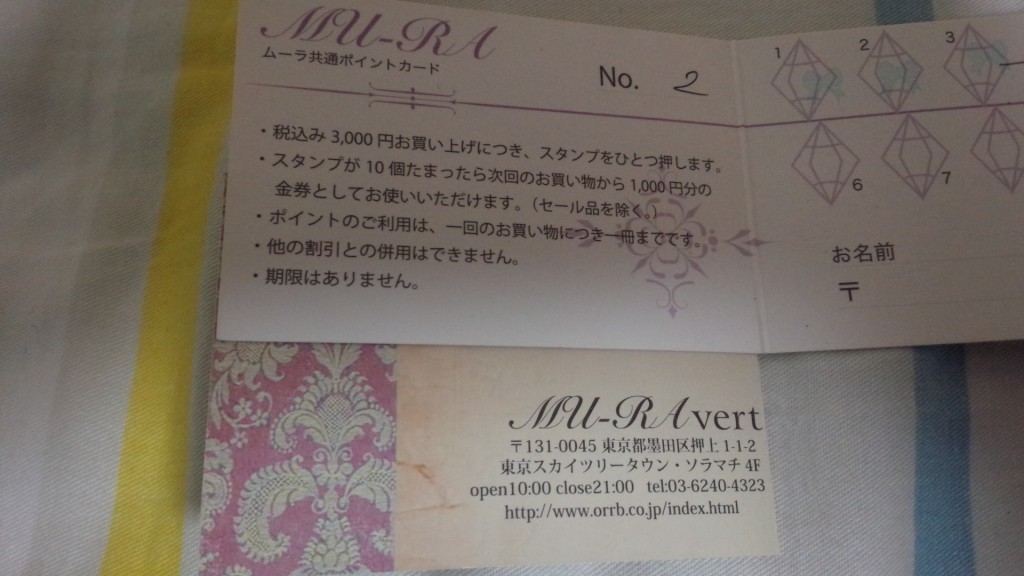 MU-RA
ムーラ共通ポイントカード
No. 2
・税込み 3,000 円お買い上げにつき、スタンプをひとつ押します。
・スタンプが 10 個たまったら次回のお買い物から 1,000 円分の
金券としてお使いいただけます。（セール品を除く。）
・ポイントのご利用は、一回のお買い物につき一冊までです。
・他の割引との併用はできません。
・期限はありません。
1 2 3
6 7
お名前
〒
MU-RA vert
〒131-0045 東京都墨田区押上 1-1-2
東京スカイツリータウン・ソラマチ 4F
open10:00 close21:00 tel:03-6240-4323
http://www.orrb.co.jp/index.html